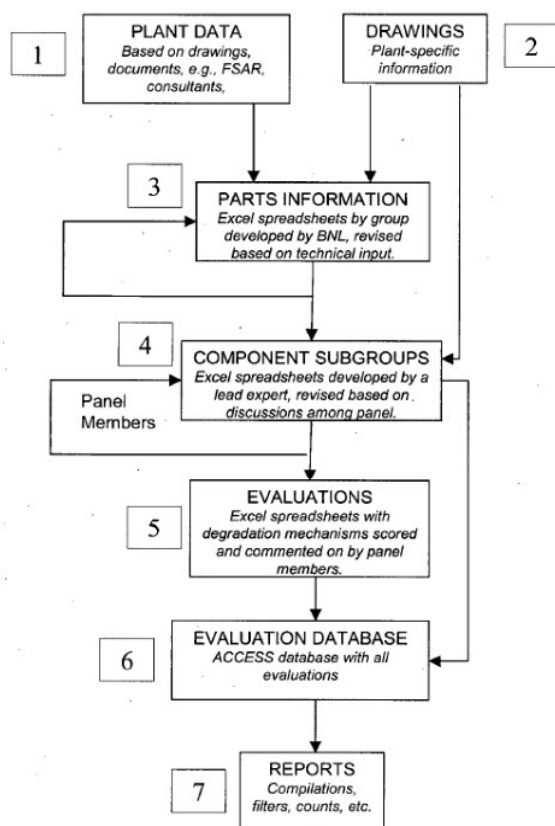 1
PLANT DATA
Based on drawings,
documents, e.g., FSAR,
consultants,
DRAWINGS
Plant-specific
information
2
3
PARTS INFORMATION
Excel spreadsheets by group
developed by BNL, revised
based on technical input.
4
COMPONENT SUBGROUPS
Excel spreadsheets developed by a
lead expert, revised based on
discussions among panel.
Panel
Members
5
EVALUATIONS
Excel spreadsheets with
degradation mechanisms scored
and commented on by panel
members.
6
EVALUATION DATABASE
ACCESS database with all
evaluations
7
REPORTS
Compilations,
filters, counts, etc.